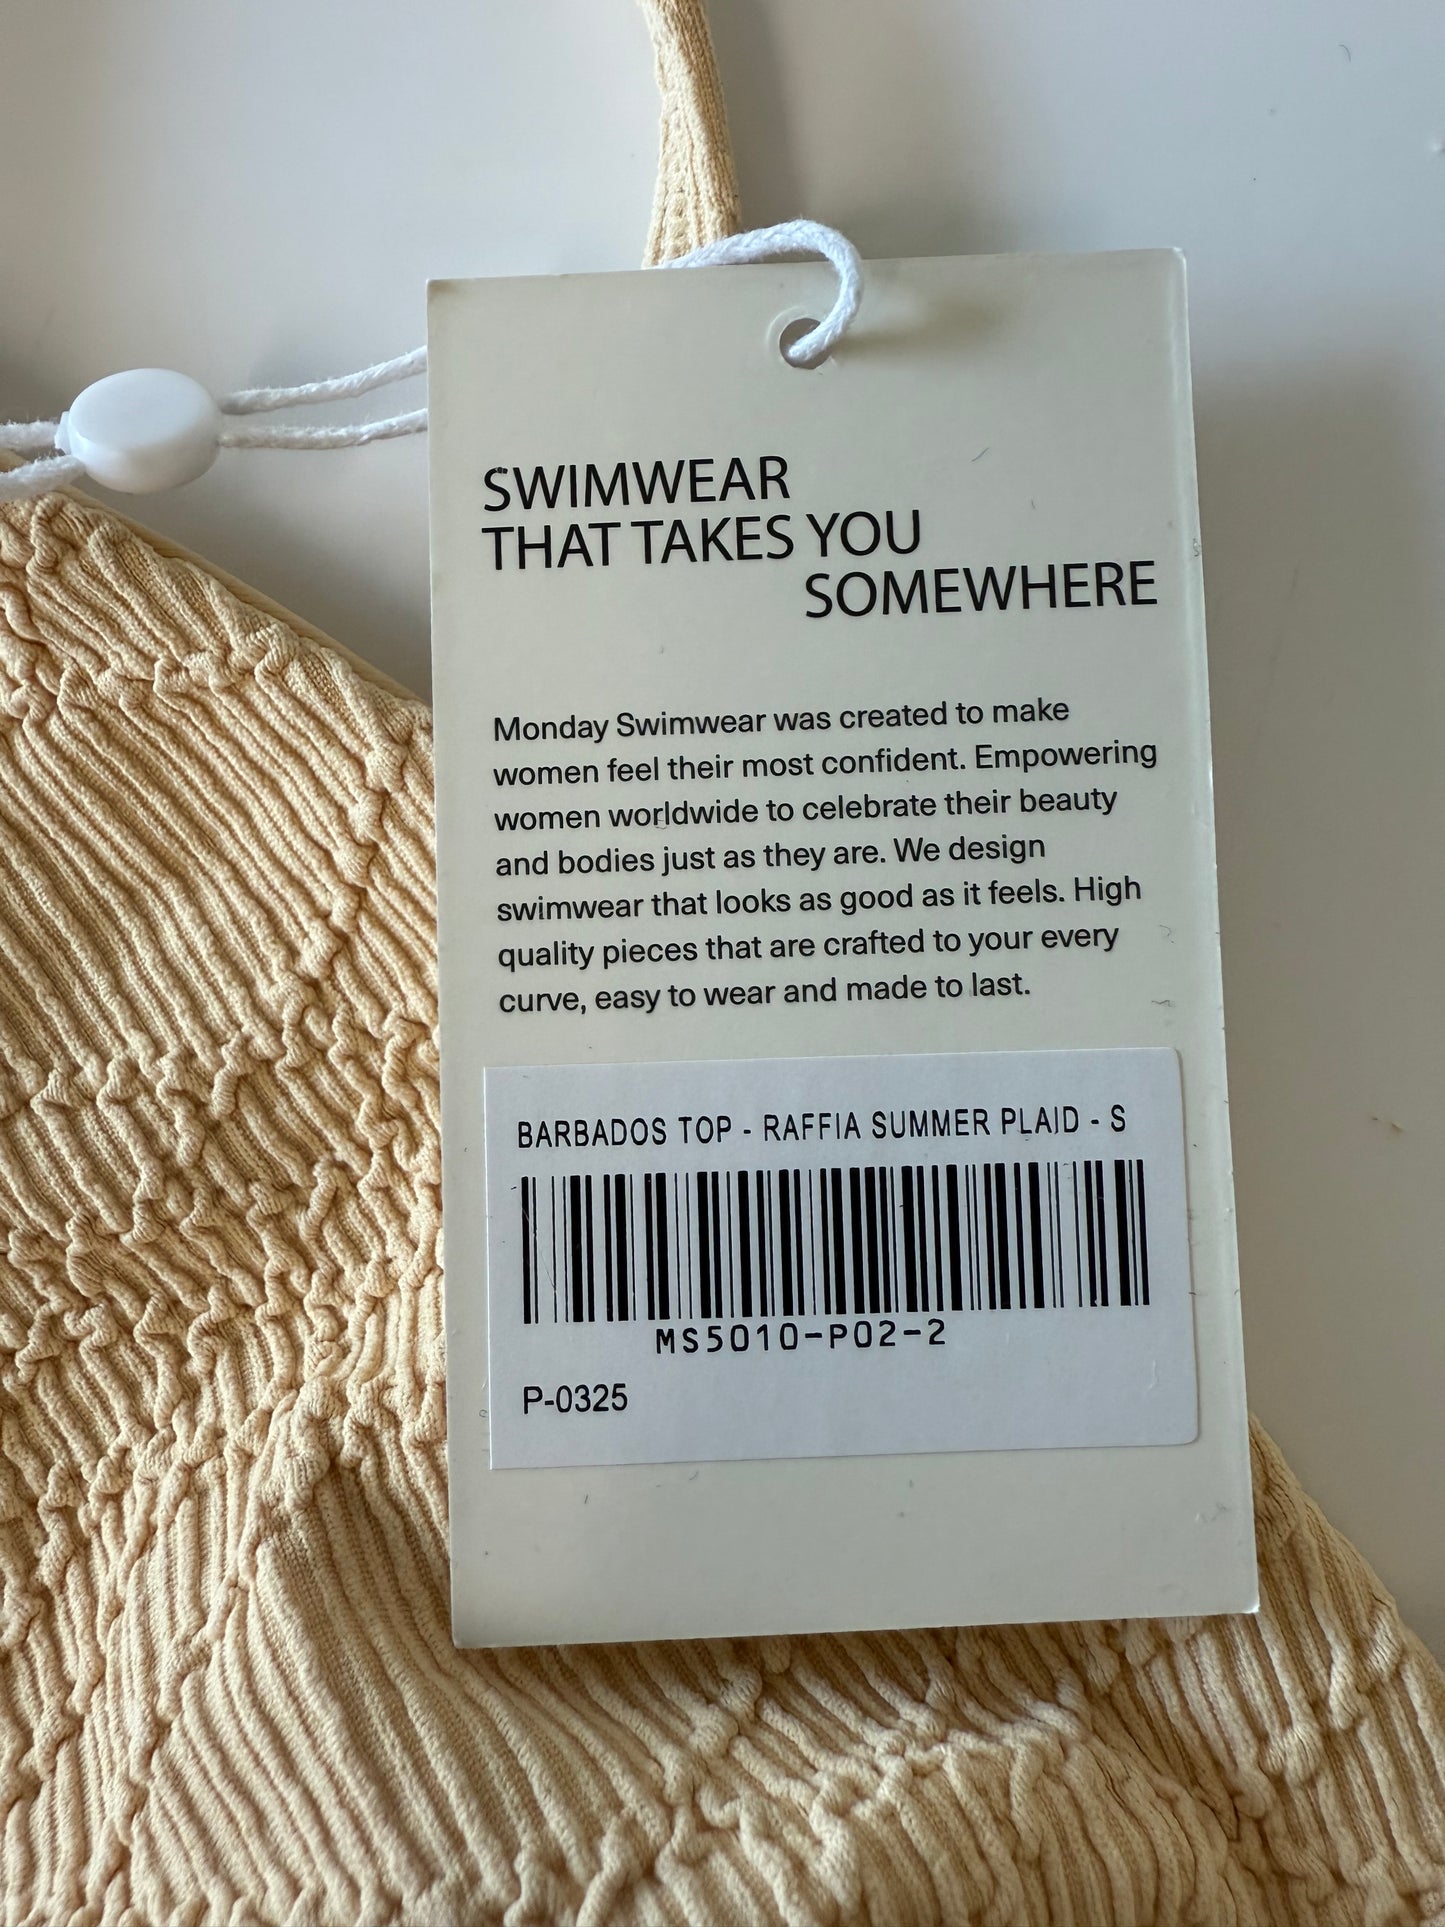 SWIMWEAR
THAT TAKES YOU
SOMEWHERE
Monday Swimwear was created to make
women feel their most confident. Empowering
women worldwide to celebrate their beauty
and bodies just as they are. We design
swimwear that looks as good as it feels. High
quality pieces that are crafted to your every
curve, easy to wear and made to last.
BARBADOS TOP - RAFFIA SUMMER PLAID - S
MS5010-P02-2
P-0325